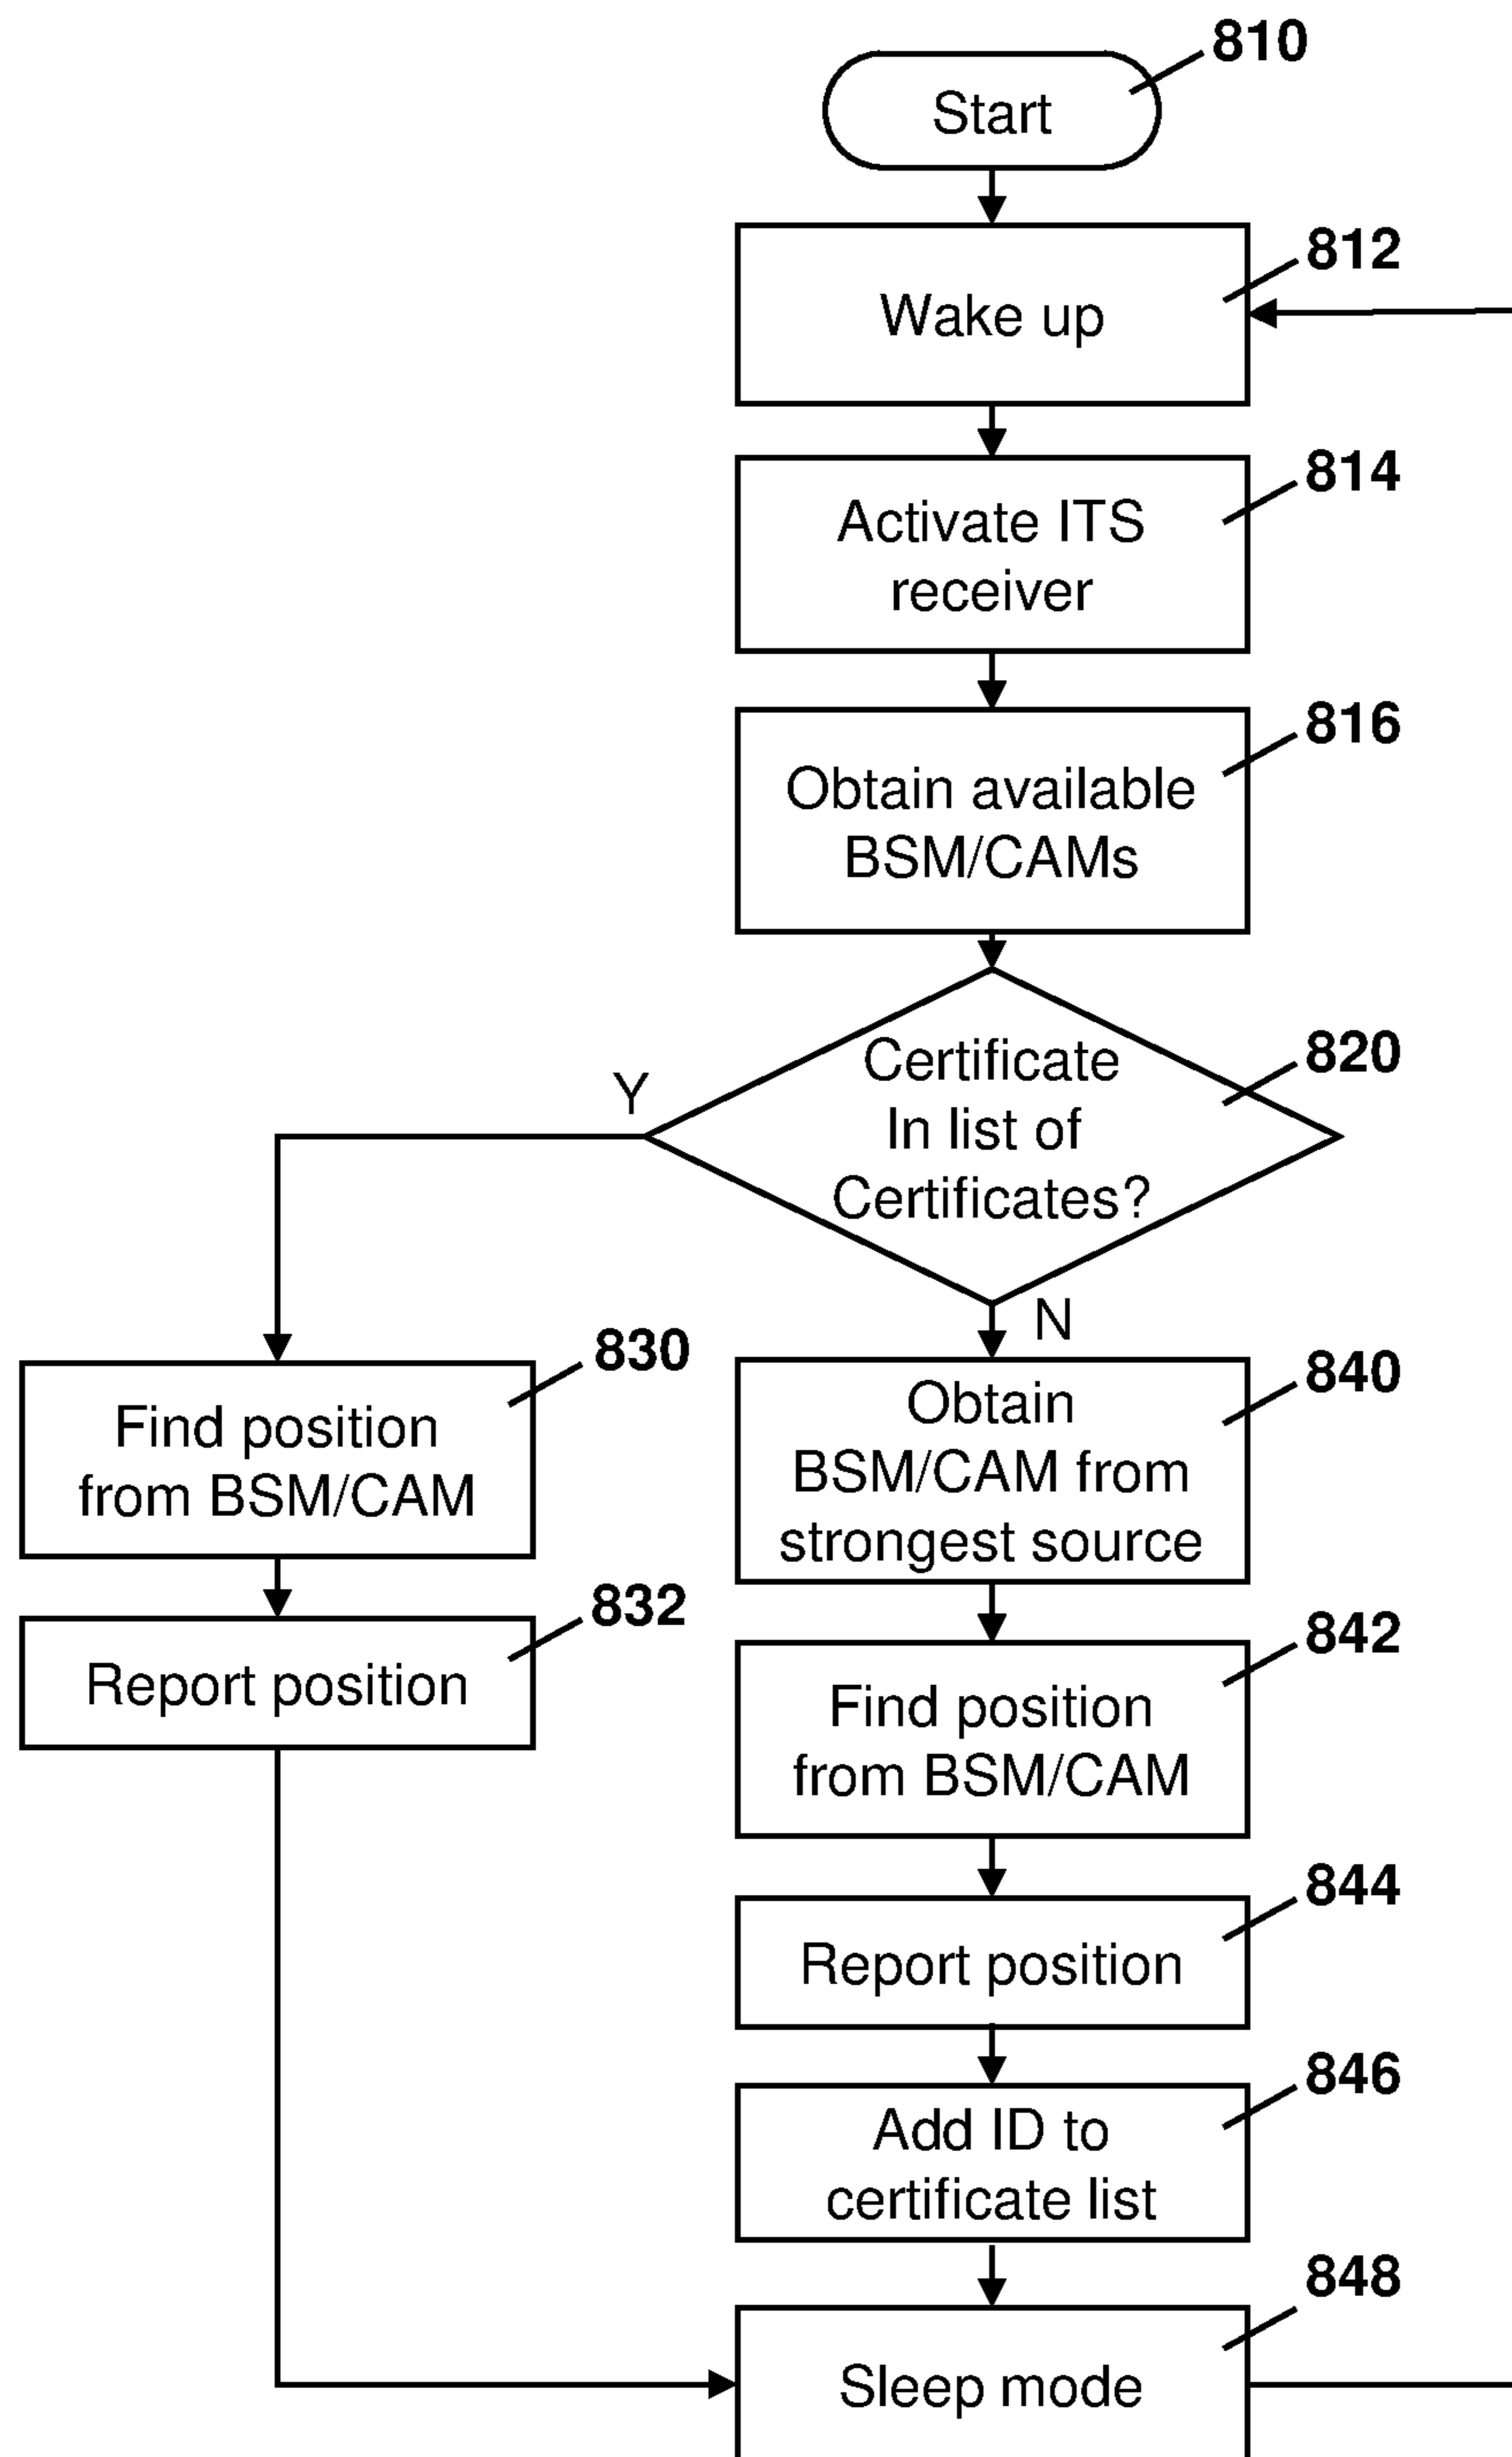 810
Start
812
Wake up
814
Activate ITS
receiver
816
Obtain available
BSM/CAMs
820
Certificate
In list of
Certificates?
Y
N
830
Find position
from BSM/CAM
832
Report position
840
Obtain
BSM/CAM from
strongest source
842
Find position
from BSM/CAM
844
Report position
846
Add ID to
certificate list
848
Sleep mode